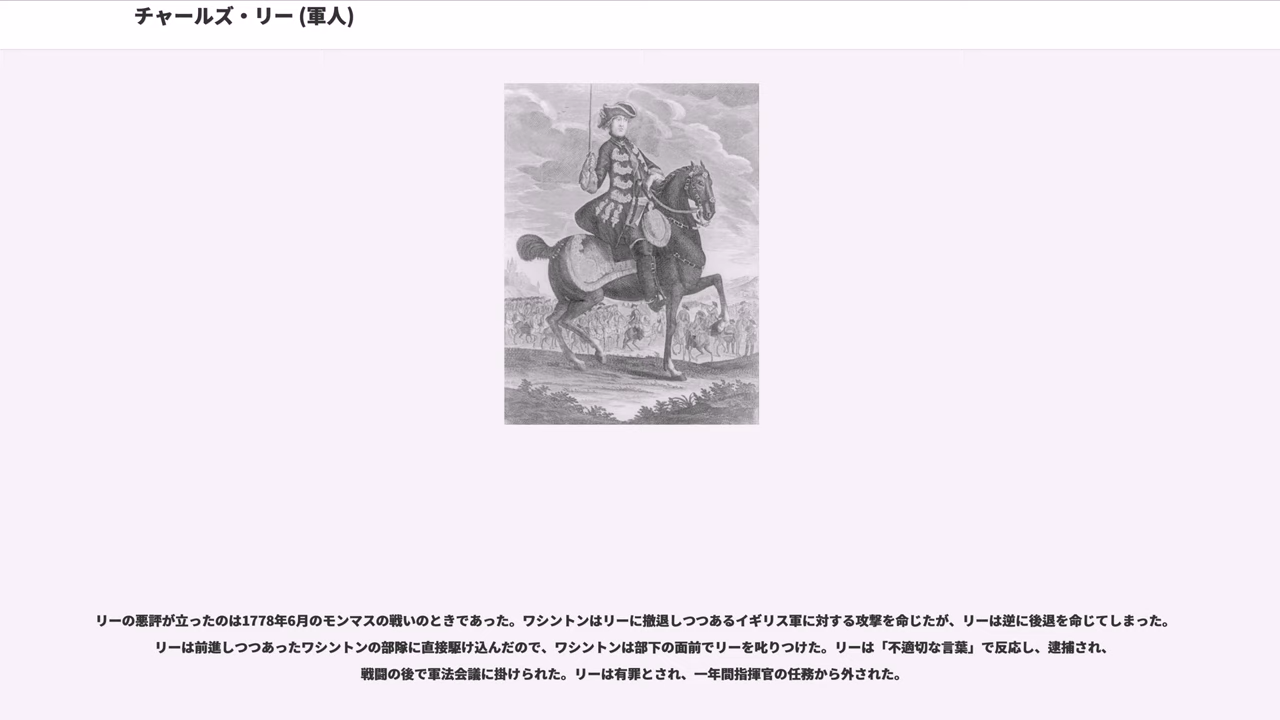 チャールズ・リー (軍人)
リーの悪評が立ったのは1778年6月のモンマスの戦いのときであった。ワシントンはリーに撤退しつつあるイギリス軍に対する攻撃を命じたが、リーは逆に後退を命じてしまった。
リーは前進しつつあったワシントンの部隊に直接駆け込んだので、ワシントンは部下の面前でリーを叱りつけた。リーは「不適切な言葉」で反応し、逮捕され、
戦闘の後で軍法会議に掛けられた。リーは有罪とされ、一年間指揮官の任務から外された。